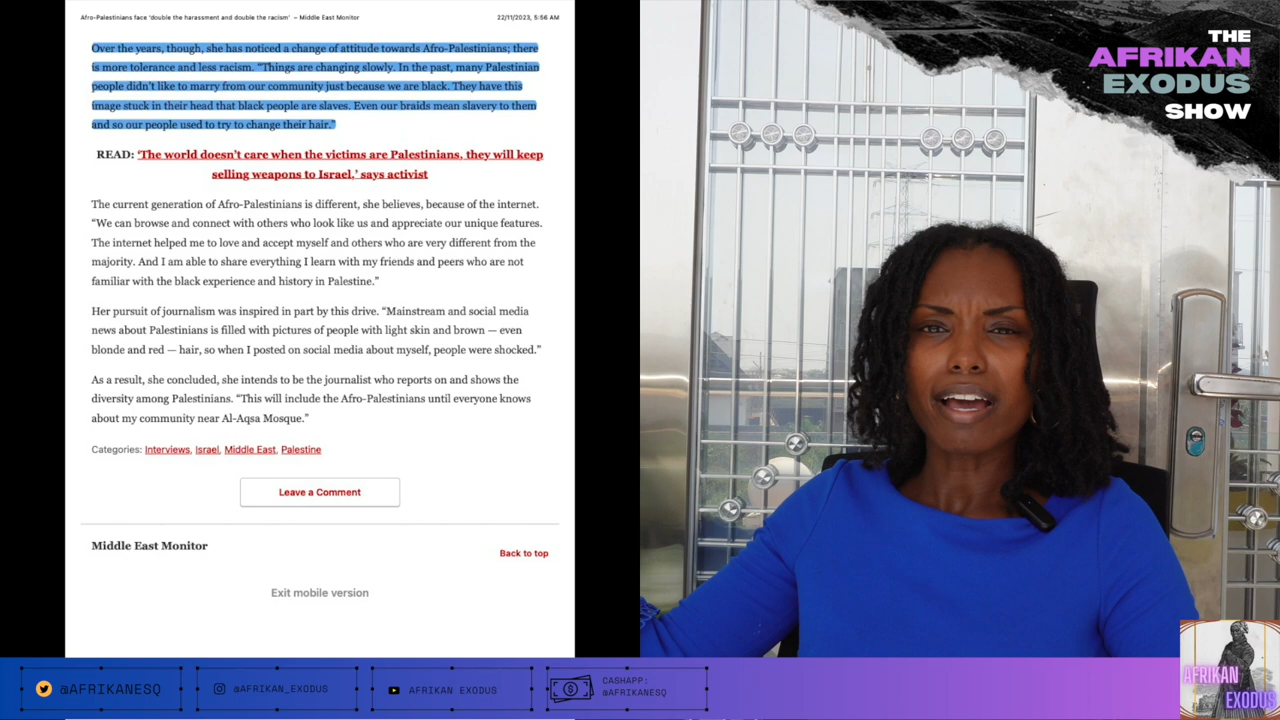 Afro-Palestinians face 'double the harassment and double the racism' – Middle East Monitor
22/11/2023, 5:56 AM
Over the years, though, she has noticed a change of attitude towards Afro-Palestinians; there
is more tolerance and less racism. "Things are changing slowly. In the past, many Palestinian
people didn't like to marry from our community just because we are black. They have this
image stuck in their head that black people are slaves. Even our braids mean slavery to them
and so our people used to try to change their hair."
READ: 'The world doesn't care when the victims are Palestinians, they will keep
selling weapons to Israel,' says activist
The current generation of Afro-Palestinians is different, she believes, because of the internet.
"We can browse and connect with others who look like us and appreciate our unique features.
The internet helped me to love and accept myself and others who are very different from the
majority. And I am able to share everything I learn with my friends and peers who are not
familiar with the black experience and history in Palestine."
Her pursuit of journalism was inspired in part by this drive. "Mainstream and social media
news about Palestinians is filled with pictures of people with light skin and brown — even
blonde and red — hair, so when I posted on social media about myself, people were shocked."
As a result, she concluded, she intends to be the journalist who reports on and shows the
diversity among Palestinians. "This will include the Afro-Palestinians until everyone knows
about my community near Al-Aqsa Mosque."
Categories: Interviews, Israel, Middle East, Palestine
Leave a Comment
Middle East Monitor
Back to top
Exit mobile version
THE
AFRIKAN
EXODUS
SHOW
@AFRIKANESQ
@AFRIKAN_EXODUS
AFRIKAN EXODUS
CASHAPP:
@AFRIKANESQ
AFRIKAN
EXODUS